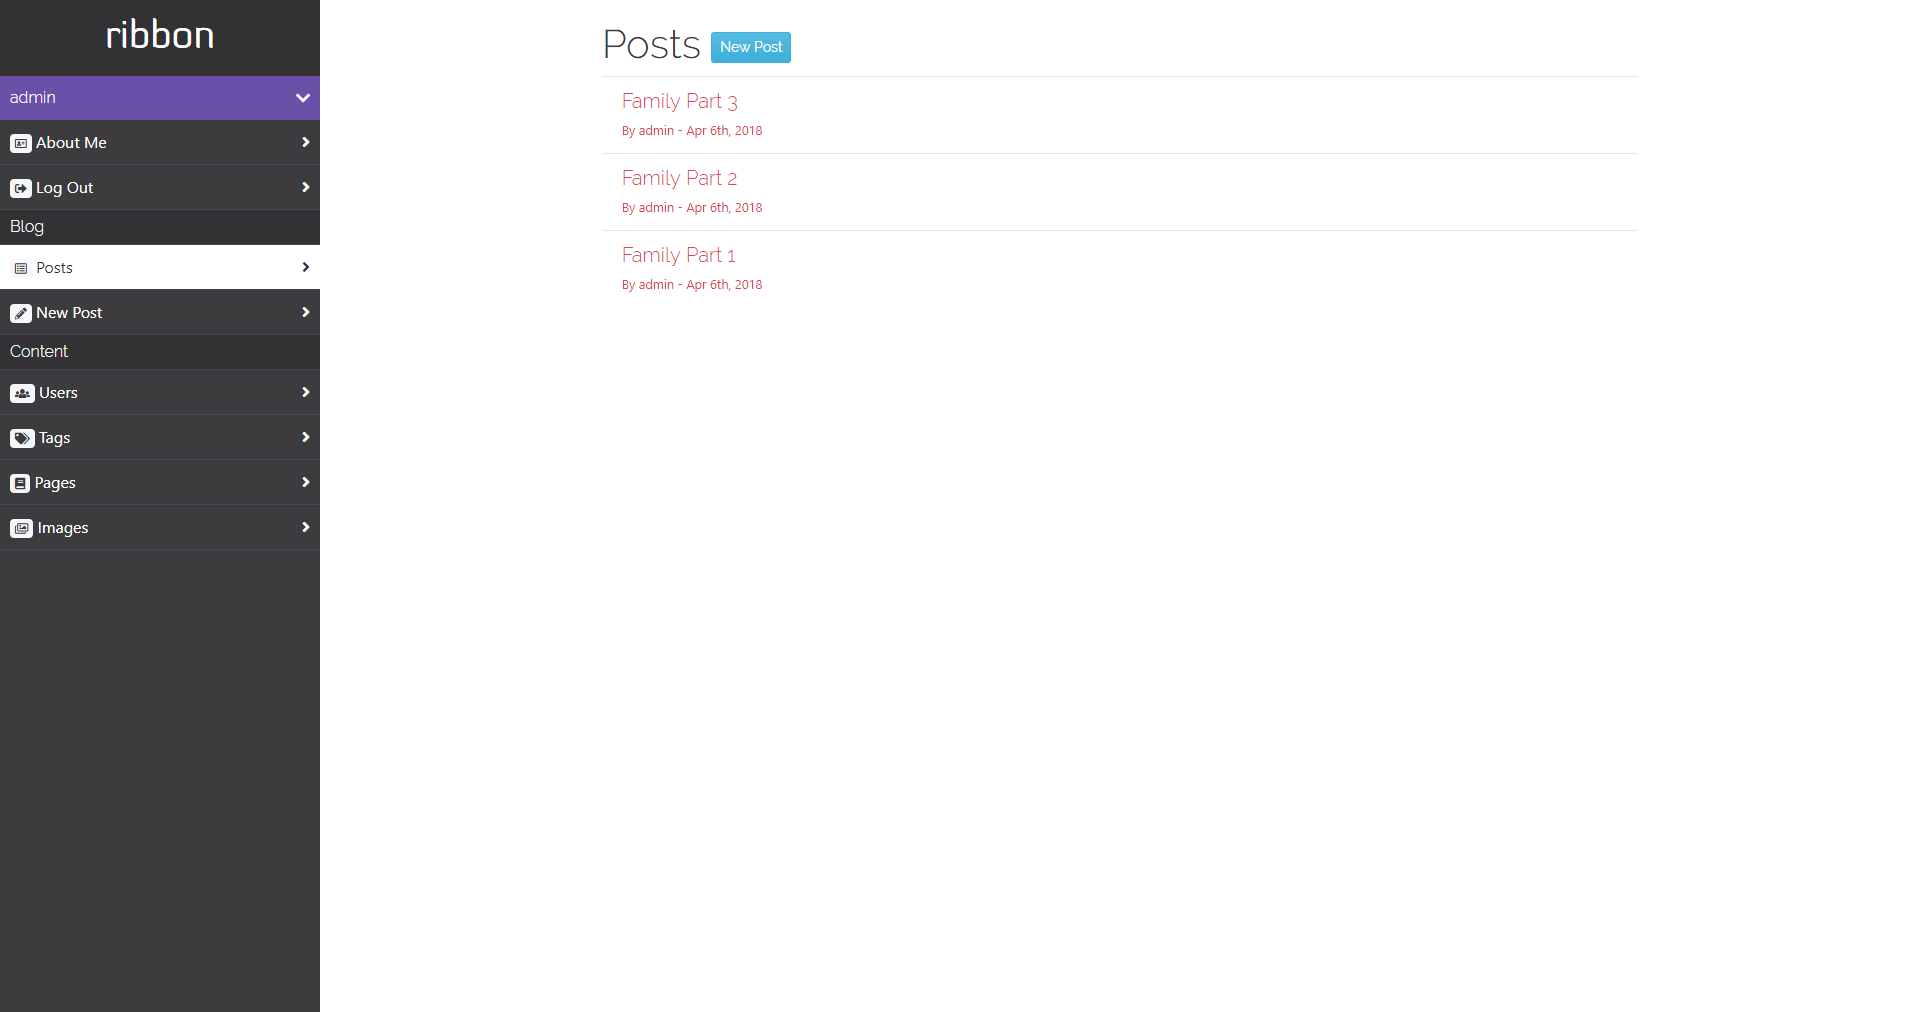 ribbon
admin
About Me
Log Out
Blog
Posts
New Post
Content
Users
Tags
Pages
Images
Posts New Post
Family Part 3
By admin - Apr 6th, 2018
Family Part 2
By admin - Apr 6th, 2018
Family Part 1
By admin - Apr 6th, 2018